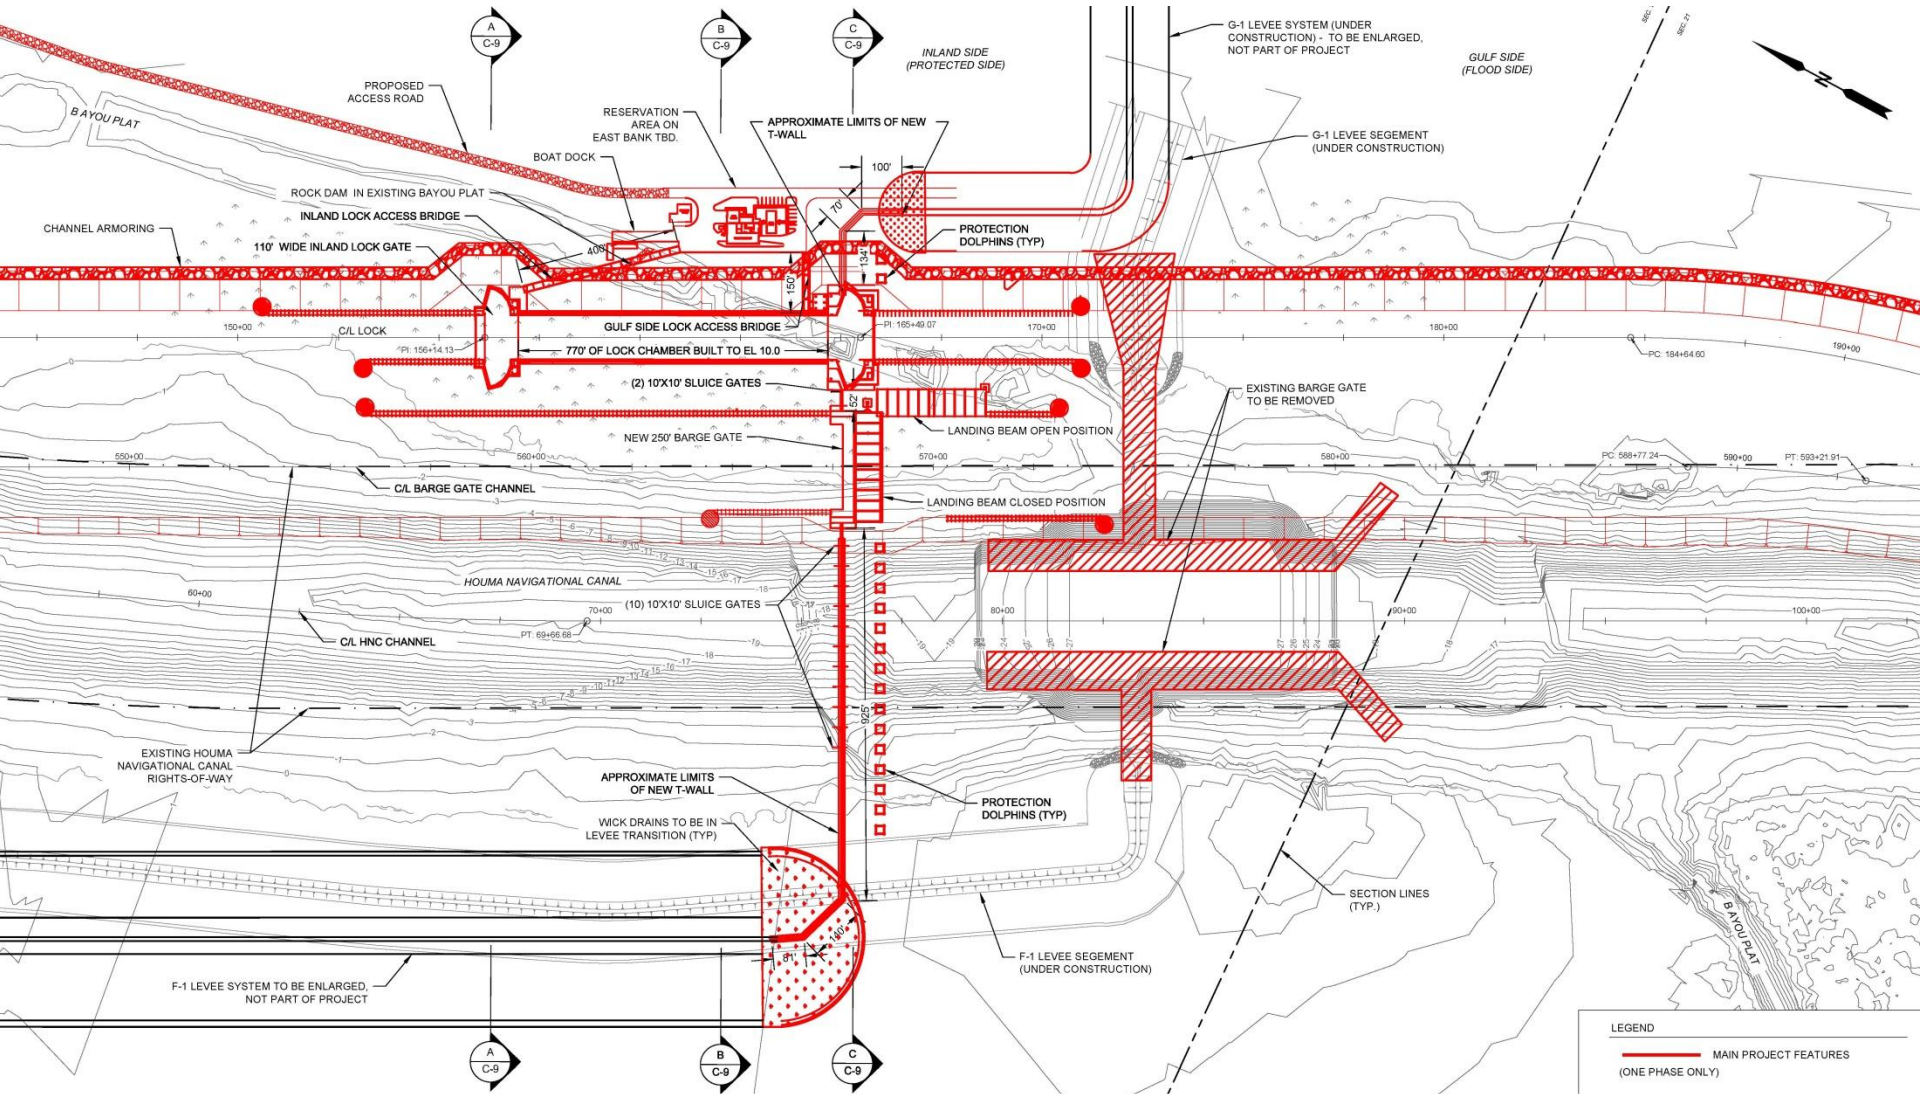 A
C-9
B
C-9
C
C-9
INLAND SIDE
(PROTECTED SIDE)
G-1 LEVEE SYSTEM (UNDER
CONSTRUCTION) - TO BE ENLARGED,
NOT PART OF PROJECT
GULF SIDE
(FLOOD SIDE)
SEC. 21
N
PROPOSED
ACCESS ROAD
BAYOU PLAT
RESERVATION
AREA ON
EAST BANK TBD.
APPROXIMATE LIMITS OF NEW
T-WALL
G-1 LEVEE SEGEMENT
(UNDER CONSTRUCTION)
BOAT DOCK
100'
ROCK DAM IN EXISTING BAYOU PLAT
70'
INLAND LOCK ACCESS BRIDGE
CHANNEL ARMORING
110' WIDE INLAND LOCK GATE
400'
PROTECTION
DOLPHINS (TYP)
134'
150'
150+00
C/L LOCK
GULF SIDE LOCK ACCESS BRIDGE
PI: 165+49.07
170+00
180+00
PI: 156+14.13
770' OF LOCK CHAMBER BUILT TO EL 10.0
PC: 184+64.60
190+00
(2) 10'X10' SLUICE GATES
52'
EXISTING BARGE GATE
TO BE REMOVED
NEW 250' BARGE GATE
LANDING BEAM OPEN POSITION
550+00
560+00
570+00
580+00
PC: 588+77.24
590+00
PT: 593+21.91
C/L BARGE GATE CHANNEL
LANDING BEAM CLOSED POSITION
HOUMA NAVIGATIONAL CANAL
60+00
(10) 10'X10' SLUICE GATES
70+00
80+00
90+00
100+00
C/L HNC CHANNEL
PT: 69+66.68
925'
EXISTING HOUMA
NAVIGATIONAL CANAL
RIGHTS-OF-WAY
APPROXIMATE LIMITS
OF NEW T-WALL
PROTECTION
DOLPHINS (TYP)
WICK DRAINS TO BE IN
LEVEE TRANSITION (TYP)
SECTION LINES
(TYP.)
BAYOU PLAT
140'
81'
F-1 LEVEE SEGEMENT
(UNDER CONSTRUCTION)
F-1 LEVEE SYSTEM TO BE ENLARGED,
NOT PART OF PROJECT
A
C-9
B
C-9
C
C-9
LEGEND
MAIN PROJECT FEATURES
(ONE PHASE ONLY)